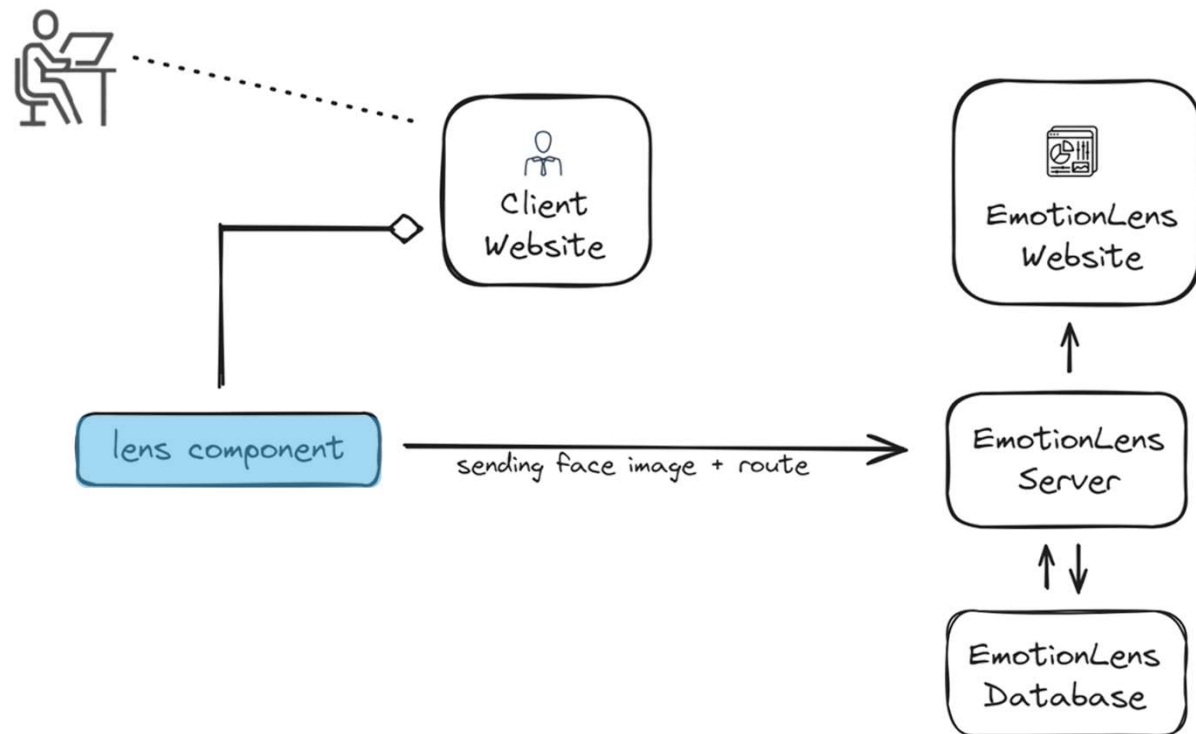 Client
Website
EmotionLens
Website
lens component
sending face image + route
EmotionLens
Server
EmotionLens
Database